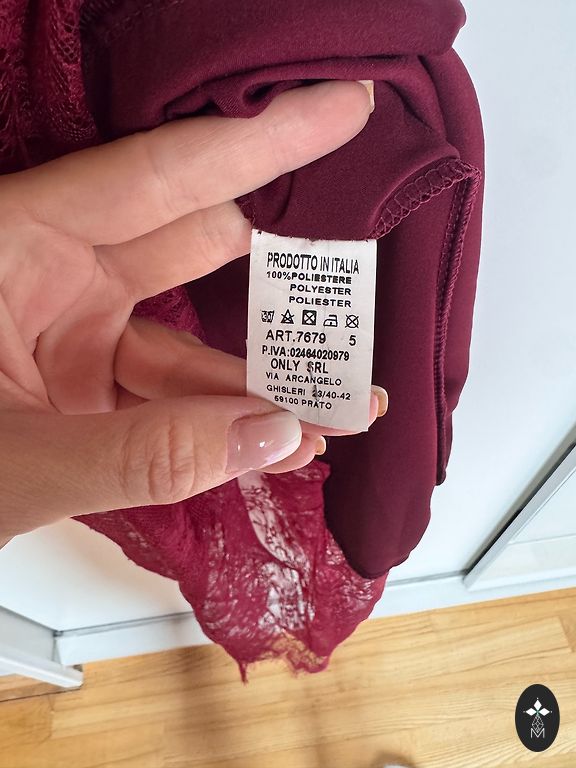 PRODOTTO IN ITALIA
100%POLIESTERE
POLYESTER
POLIESTER
ART.7679 5
P.IVA:02464020979
ONLY SRL
VIA ARCANGELO
GHISLERI 23/40-42
59100 PRATO
M